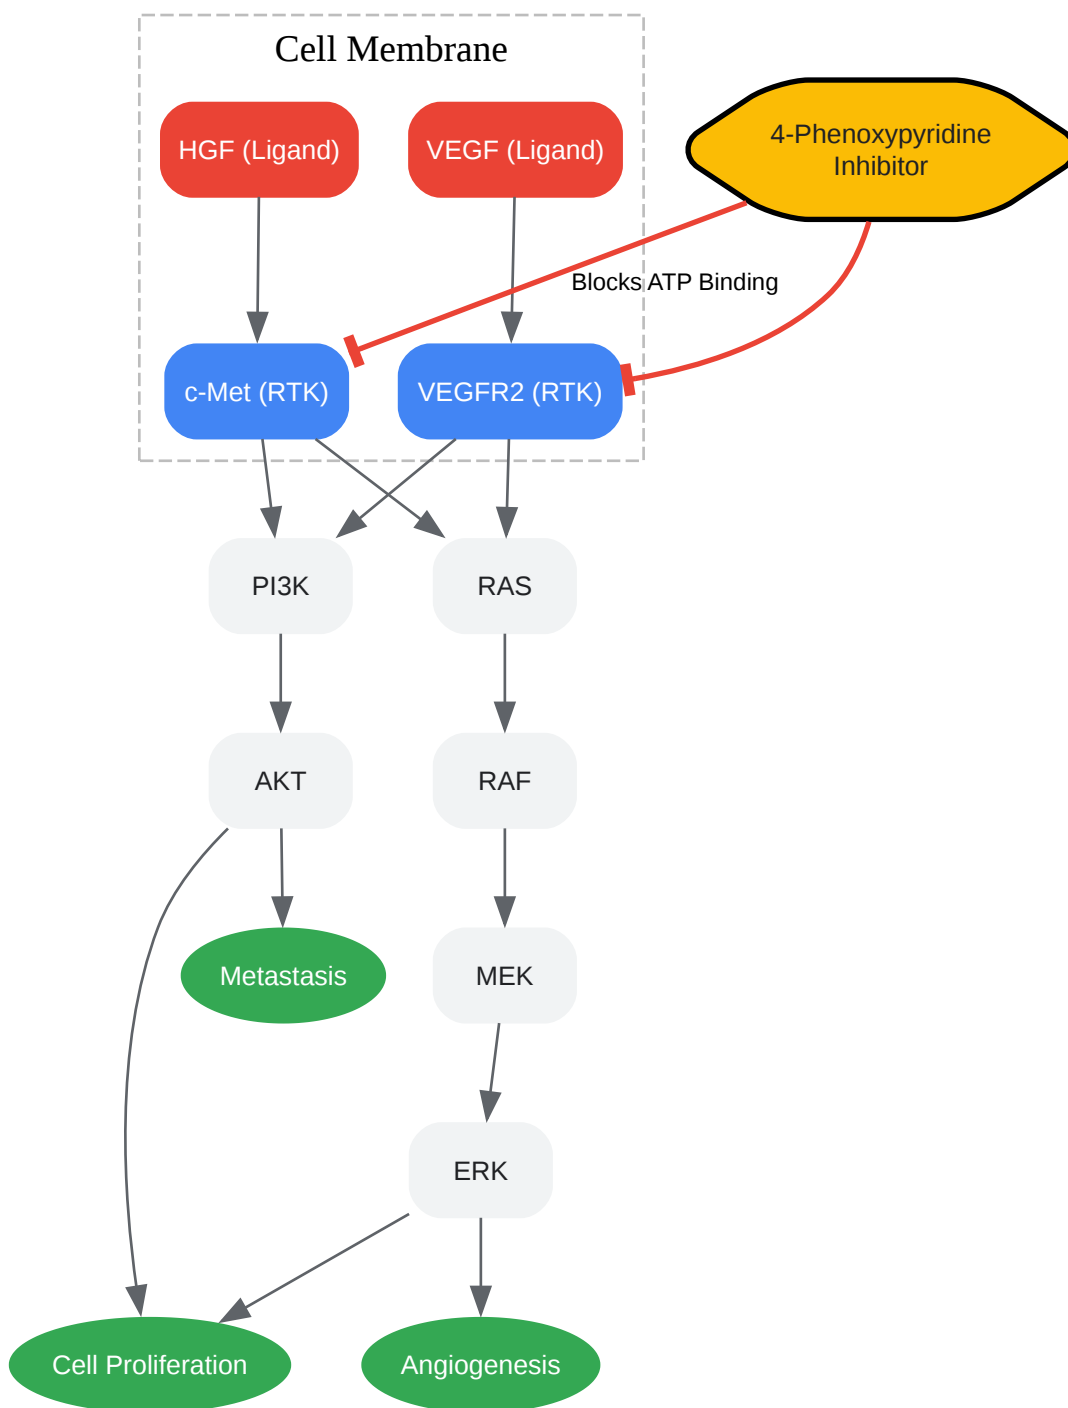 Cell Membrane
HGF (Ligand)
VEGF (Ligand)
4-Phenoxypyridine
Inhibitor
Blocks ATP Binding
c-Met (RTK)
VEGFR2 (RTK)
PI3K
RAS
AKT
RAF
Metastasis
MEK
ERK
Cell Proliferation
Angiogenesis